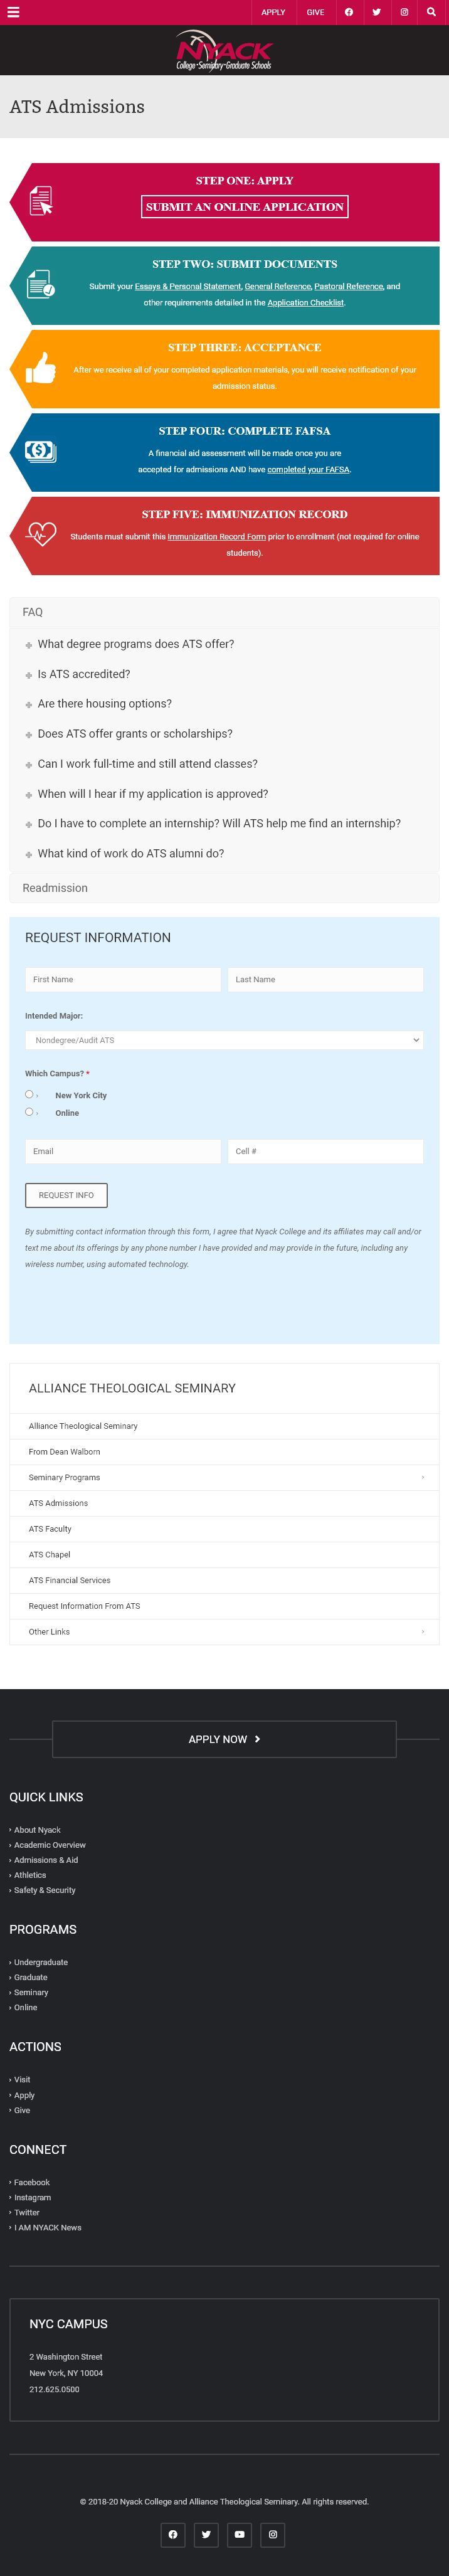 APPLY
GIVE
NYACK
College • Seminary • Graduate Schools
ATS Admissions
STEP ONE: APPLY
SUBMIT AN ONLINE APPLICATION
STEP TWO: SUBMIT DOCUMENTS
Submit your Essays & Personal Statement, General Reference, Pastoral Reference, and
other requirements detailed in the Application Checklist.
STEP THREE: ACCEPTANCE
After we receive all of your completed application materials, you will receive notification of your
admission status.
STEP FOUR: COMPLETE FAFSA
A financial aid assessment will be made once you are
accepted for admissions AND have completed your FAFSA.
STEP FIVE: IMMUNIZATION RECORD
Students must submit this Immunization Record Form prior to enrollment (not required for online
students).
FAQ
What degree programs does ATS offer?
Is ATS accredited?
Are there housing options?
Does ATS offer grants or scholarships?
Can I work full-time and still attend classes?
When will I hear if my application is approved?
Do I have to complete an internship? Will ATS help me find an internship?
What kind of work do ATS alumni do?
Readmission
REQUEST INFORMATION
First Name
Last Name
Intended Major:
Nondegree/Audit ATS
Which Campus? *
New York City
Online
Email
Cell #
REQUEST INFO
By submitting contact information through this form, I agree that Nyack College and its affiliates may call and/or
text me about its offerings by any phone number I have provided and may provide in the future, including any
wireless number, using automated technology.
ALLIANCE THEOLOGICAL SEMINARY
Alliance Theological Seminary
From Dean Walborn
Seminary Programs
ATS Admissions
ATS Faculty
ATS Chapel
ATS Financial Services
Request Information From ATS
Other Links
APPLY NOW
QUICK LINKS
About Nyack
Academic Overview
Admissions & Aid
Athletics
Safety & Security
PROGRAMS
Undergraduate
Graduate
Seminary
Online
ACTIONS
Visit
Apply
Give
CONNECT
Facebook
Instagram
Twitter
I AM NYACK News
NYC CAMPUS
2 Washington Street
New York, NY 10004
212.625.0500
© 2018-20 Nyack College and Alliance Theological Seminary. All rights reserved.